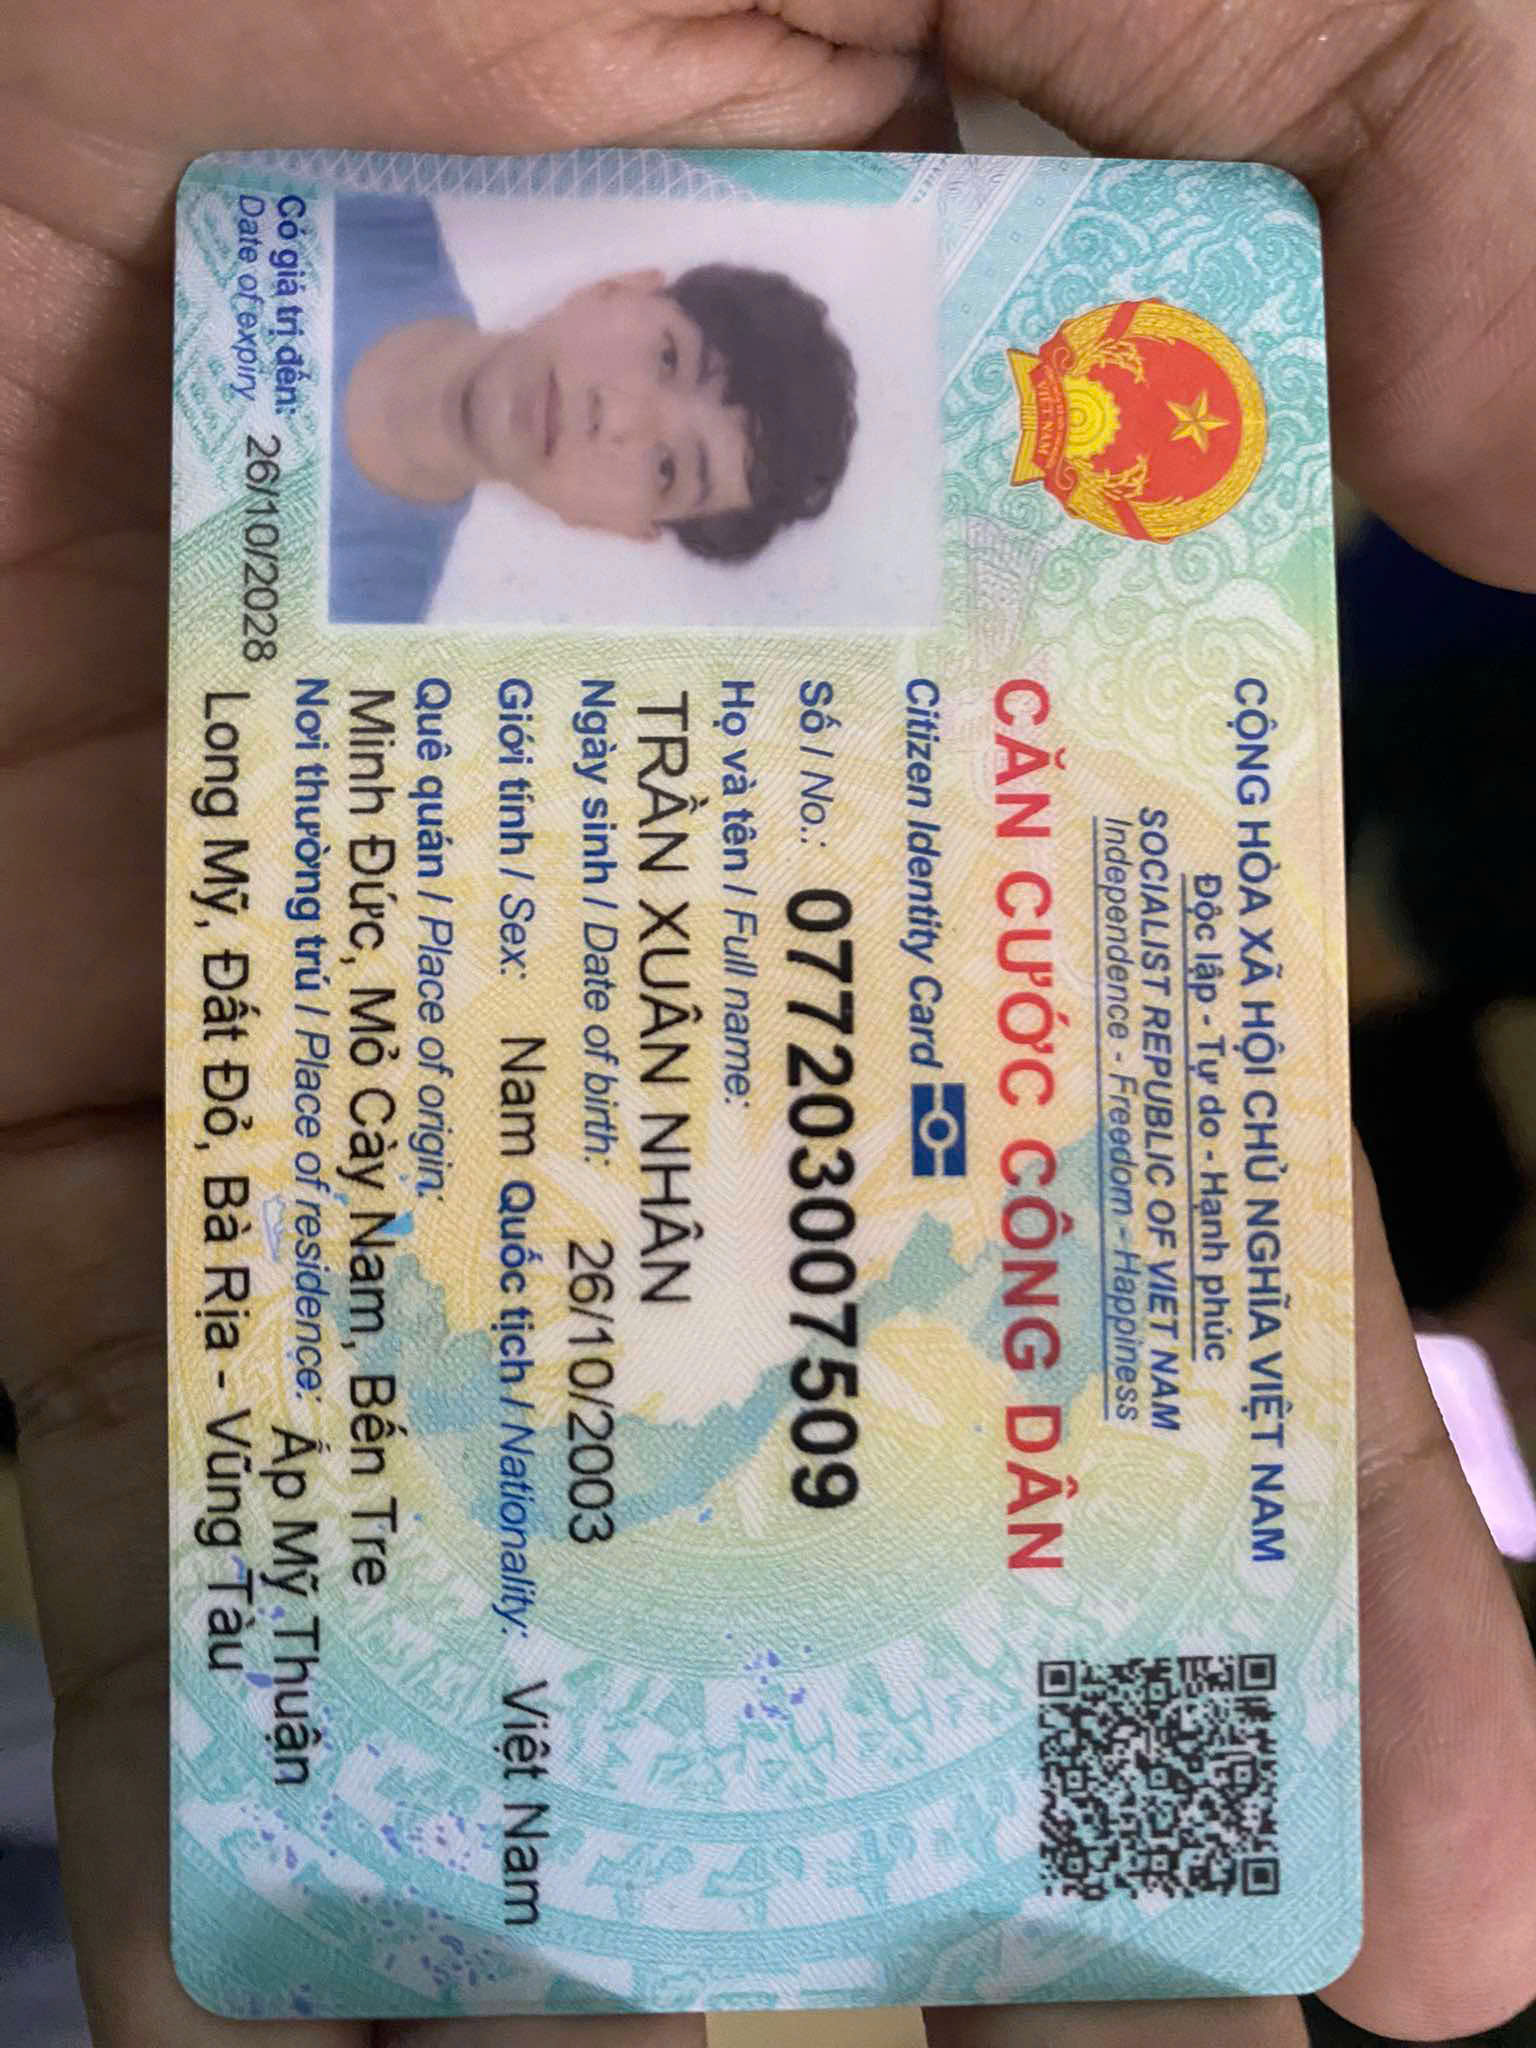 CỘNG HÒA XÃ HỘI CHỦ NGHĨA VIỆT NAM
Độc lập - Tự do - Hạnh phúc
SOCIALIST REPUBLIC OF VIET NAM
Independence - Freedom - Happiness
CĂN CƯỚC CÔNG DÂN
Citizen Identity Card
Số / No.: 077203007509
Họ và tên / Full name:
TRẦN XUÂN NHÂN
Ngày sinh / Date of birth: 26/10/2003
Giới tính / Sex: Nam Quốc tịch / Nationality: Việt Nam
Quê quán / Place of origin:
Minh Đức, Mỏ Cày Nam, Bến Tre
Nơi thường trú / Place of residence: Ấp Mỹ Thuận
Long Mỹ, Đất Đỏ, Bà Rịa - Vũng Tàu
Có giá trị đến: 26/10/2028
Date of expiry
VIỆT NAM